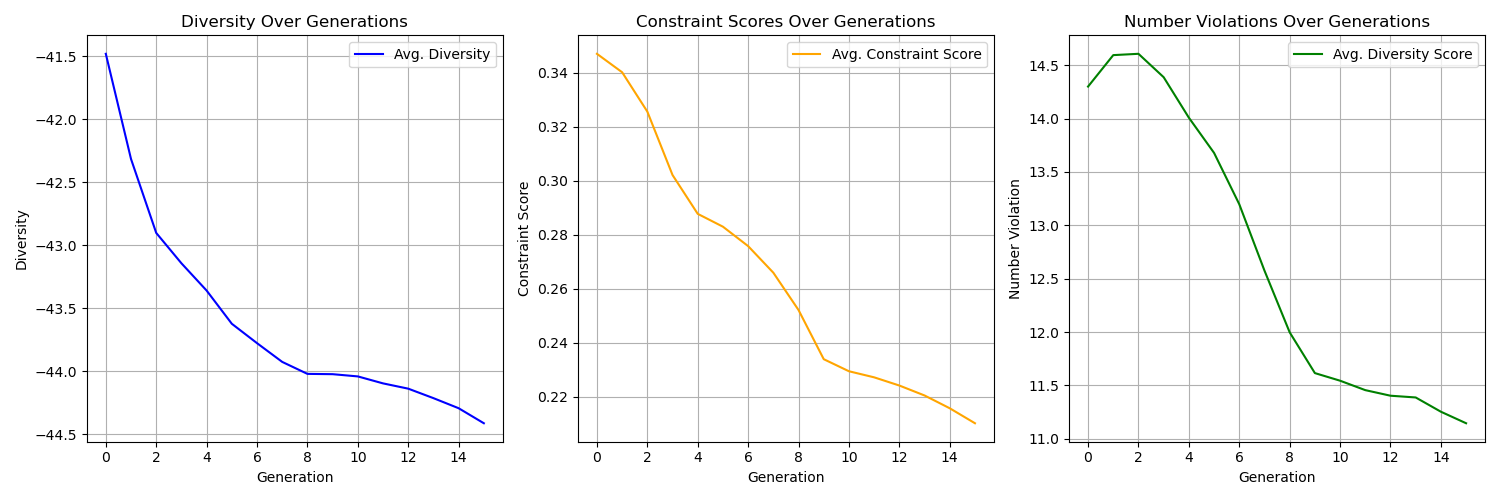 Diversity Over Generations
Avg. Diversity
Diversity
−41.5
−42.0
−42.5
−43.0
−43.5
−44.0
−44.5
0 2 4 6 8 10 12 14
Generation
Constraint Scores Over Generations
Avg. Constraint Score
Constraint Score
0.34
0.32
0.30
0.28
0.26
0.24
0.22
0 2 4 6 8 10 12 14
Generation
Number Violations Over Generations
Avg. Diversity Score
Number Violation
14.5
14.0
13.5
13.0
12.5
12.0
11.5
11.0
0 2 4 6 8 10 12 14
Generation